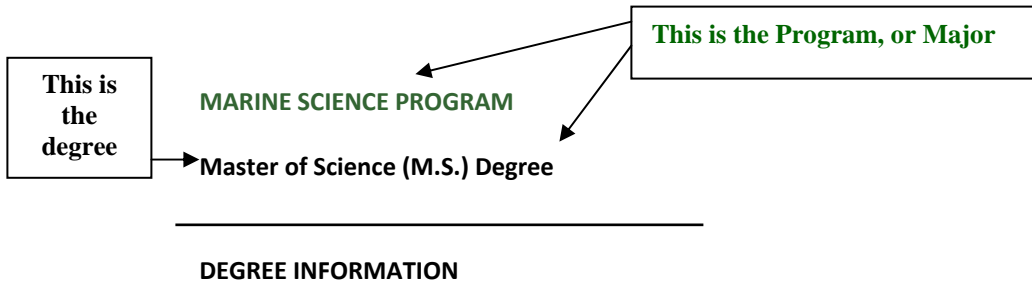 This is the Program, or Major
This is
the
degree
MARINE SCIENCE PROGRAM
Master of Science (M.S.) Degree
DEGREE INFORMATION